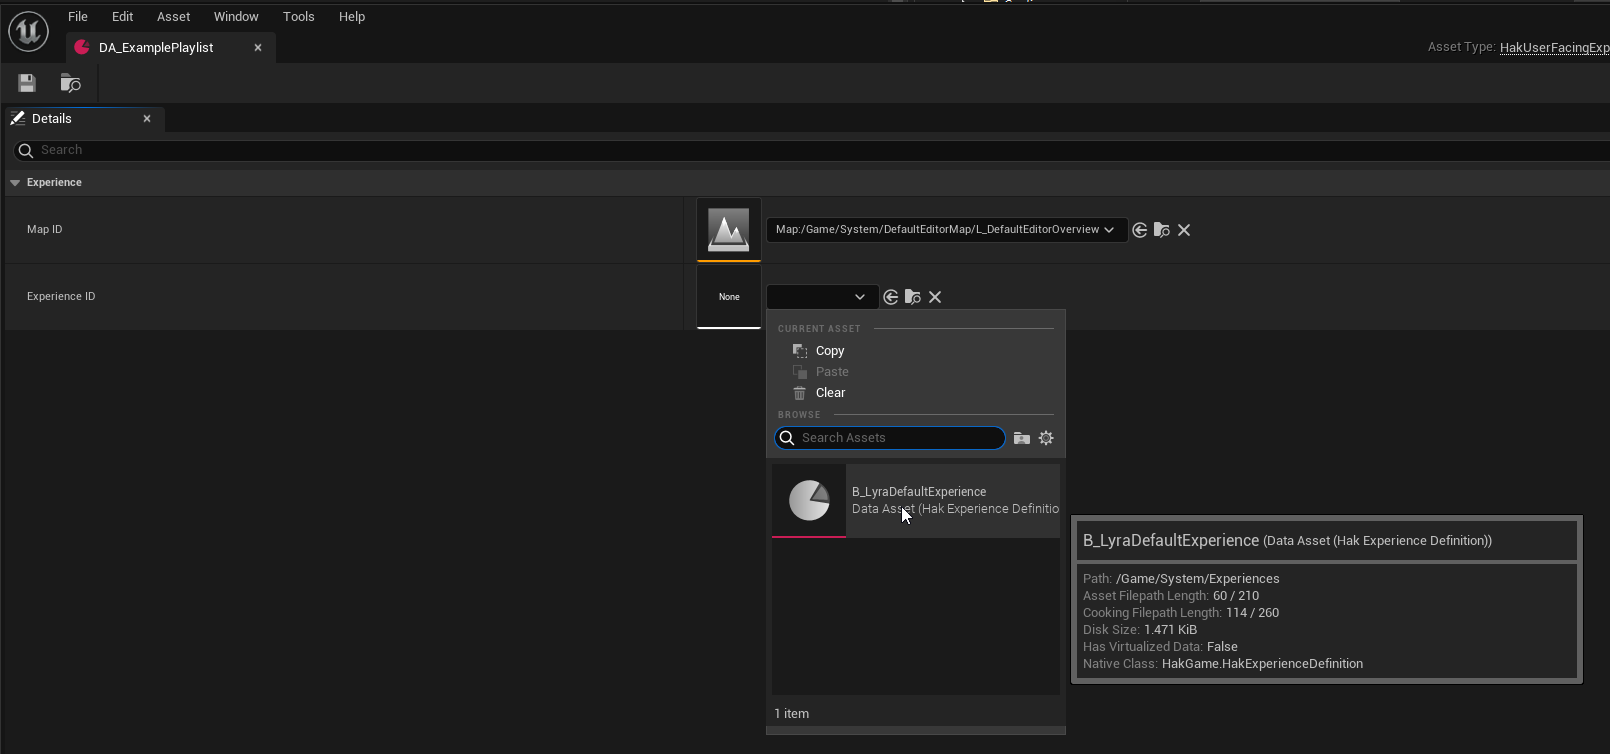 File Edit Asset Window Tools Help
DA_ExamplePlaylist
Asset Type: HakUserFacingExp
Details
Search
Experience
Map ID
Map:/Game/System/DefaultEditorMap/L_DefaultEditorOverview
Experience ID
None
CURRENT ASSET
Copy
Paste
Clear
BROWSE
Search Assets
B_LyraDefaultExperience
Data Asset (Hak Experience Definitio
1 item
B_LyraDefaultExperience (Data Asset (Hak Experience Definition))
Path: /Game/System/Experiences
Asset Filepath Length: 60 / 210
Cooking Filepath Length: 114 / 260
Disk Size: 1.471 KiB
Has Virtualized Data: False
Native Class: HakGame.HakExperienceDefinition